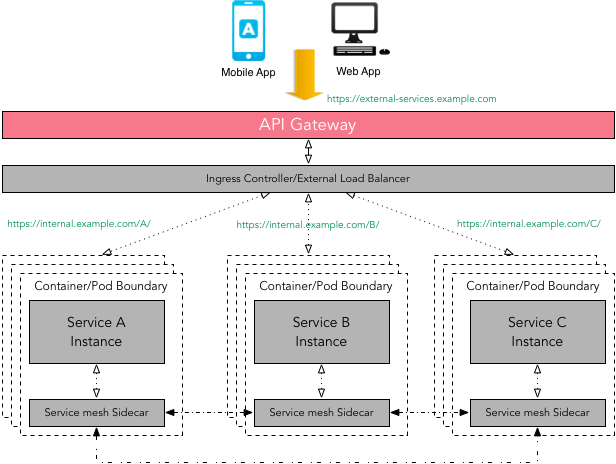 A
Mobile App
Web App
https://external-services.example.com
API Gateway
Ingress Controller/External Load Balancer
https://internal.example.com/A/
https://internal.example.com/B/
https://internal.example.com/C/
Container/Pod Boundary
Container/Pod Boundary
Container/Pod Boundary
Service A
Instance
Service B
Instance
Service C
Instance
Service mesh Sidecar
Service mesh Sidecar
Service mesh Sidecar